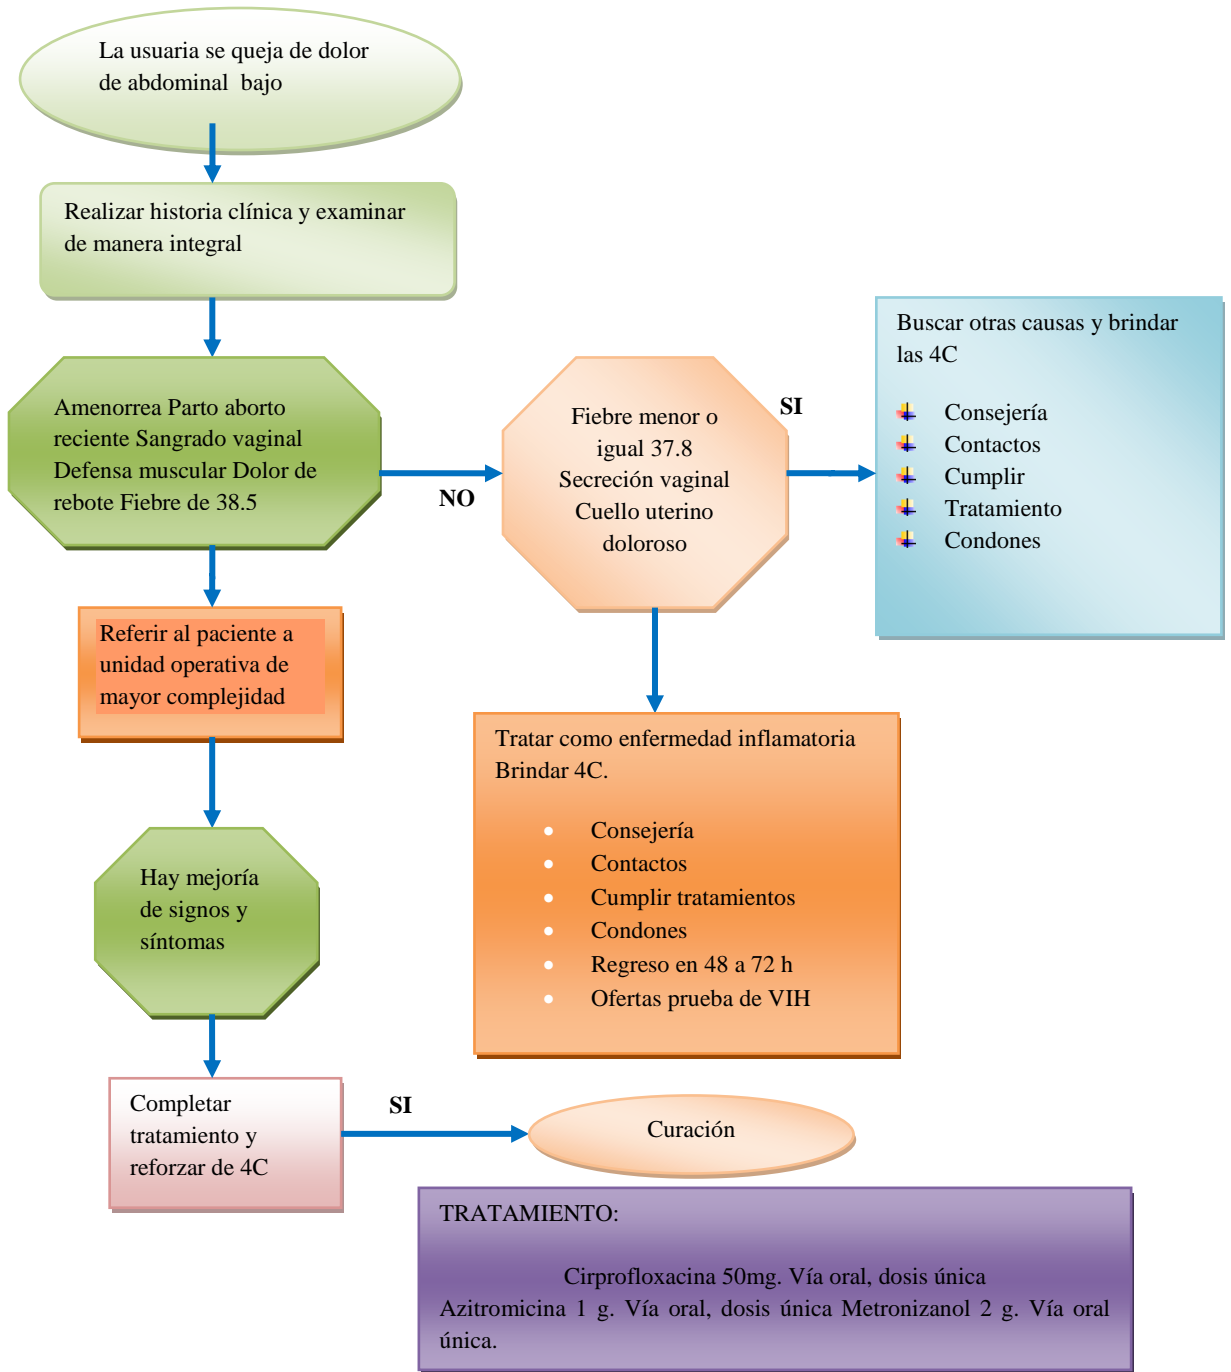 La usuaria se queja de dolor
de abdominal  bajo
Realizar historia clínica y examinar
de manera integral
Amenorrea Parto aborto
reciente Sangrado vaginal
Defensa muscular Dolor de
rebote Fiebre de 38.5
NO
Fiebre menor o
igual 37.8
Secreción vaginal
Cuello uterino
doloroso
SI
Buscar otras causas y brindar
las 4C
Consejería
Contactos
Cumplir
Tratamiento
Condones
Referir al paciente a
unidad operativa de
mayor complejidad
Tratar como enfermedad inflamatoria
Brindar 4C.
Consejería
Contactos
Cumplir tratamientos
Condones
Regreso en 48 a 72 h
Ofertas prueba de VIH
Hay mejoría
de signos y
síntomas
Completar
tratamiento y
reforzar de 4C
SI
Curación
TRATAMIENTO:
Cirprofloxacina 50mg. Vía oral, dosis única
Azitromicina 1 g. Vía oral, dosis única Metronizanol 2 g. Vía oral
única.